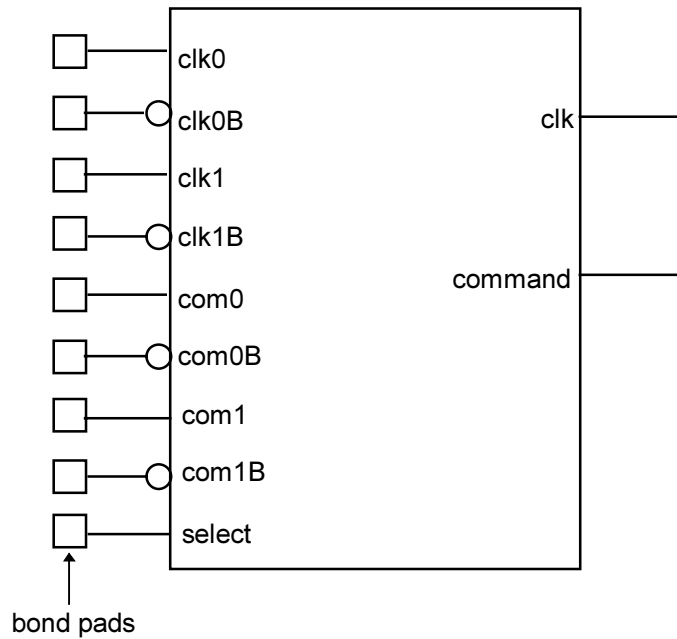 clk0
clk0B
clk
clk1
clk1B
command
com0
com0B
com1
com1B
select
bond pads